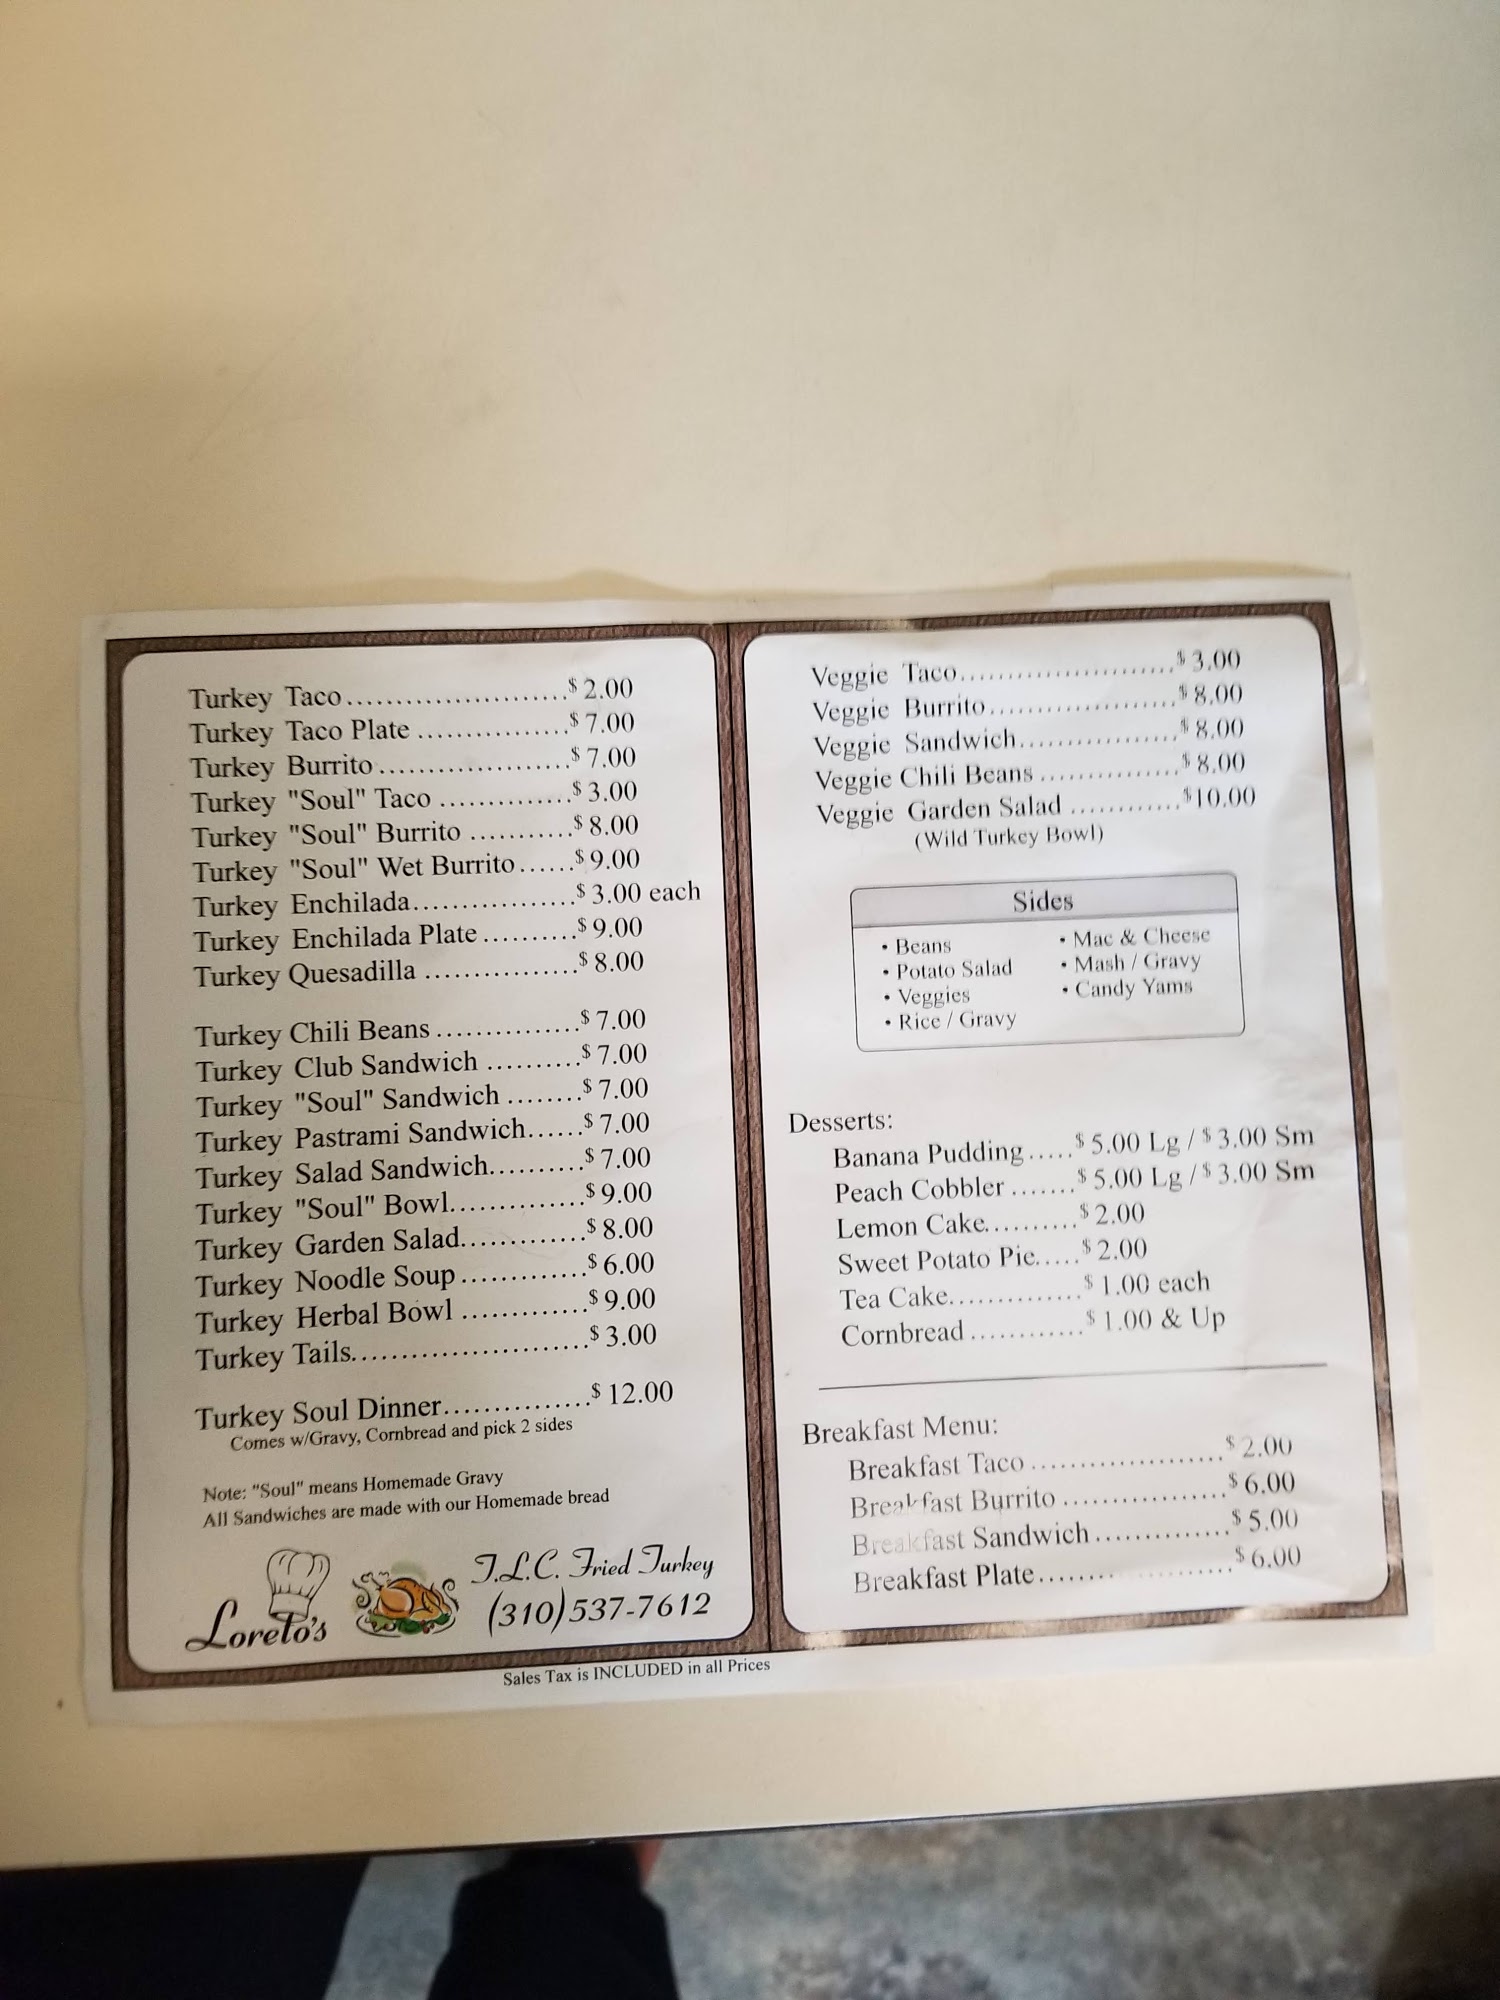 Turkey Taco......................$ 2.00
Turkey Taco Plate ...............$ 7.00
Turkey Burrito...................$ 7.00
Turkey "Soul" Taco .............$ 3.00
Turkey "Soul" Burrito ..........$ 8.00
Turkey "Soul" Wet Burrito......$ 9.00
Turkey Enchilada................$ 3.00 each
Turkey Enchilada Plate..........$ 9.00
Turkey Quesadilla ...............$ 8.00
Turkey Chili Beans ..............$ 7.00
Turkey Club Sandwich ..........$ 7.00
Turkey "Soul" Sandwich ........$ 7.00
Turkey Pastrami Sandwich......$ 7.00
Turkey Salad Sandwich..........$ 7.00
Turkey "Soul" Bowl.............$ 9.00
Turkey Garden Salad............$ 8.00
Turkey Noodle Soup.............$ 6.00
Turkey Herbal Bowl ............$ 9.00
Turkey Tails.......................$ 3.00
Turkey Soul Dinner..............$ 12.00
Comes w/Gravy, Cornbread and pick 2 sides
Note: "Soul" means Homemade Gravy
All Sandwiches are made with our Homemade bread
Loreto's
T.L.C. Fried Turkey
(310)537-7612
Veggie Taco......................$ 3.00
Veggie Burrito...................$ 8.00
Veggie Sandwich................$ 8.00
Veggie Chili Beans ..............$ 8.00
Veggie Garden Salad ...........$10.00
(Wild Turkey Bowl)
Sides
• Beans
• Potato Salad
• Veggies
• Rice / Gravy
• Mac & Cheese
• Mash / Gravy
• Candy Yams
Desserts:
Banana Pudding.....$ 5.00 Lg / $ 3.00 Sm
Peach Cobbler.......$ 5.00 Lg / $ 3.00 Sm
Lemon Cake..........$ 2.00
Sweet Potato Pie.....$ 2.00
Tea Cake..............$ 1.00 each
Cornbread............$ 1.00 & Up
Breakfast Menu:
Breakfast Taco....................$ 2.00
Breakfast Burrito.................$ 6.00
Breakfast Sandwich..............$ 5.00
Breakfast Plate....................$ 6.00
Sales Tax is INCLUDED in all Prices